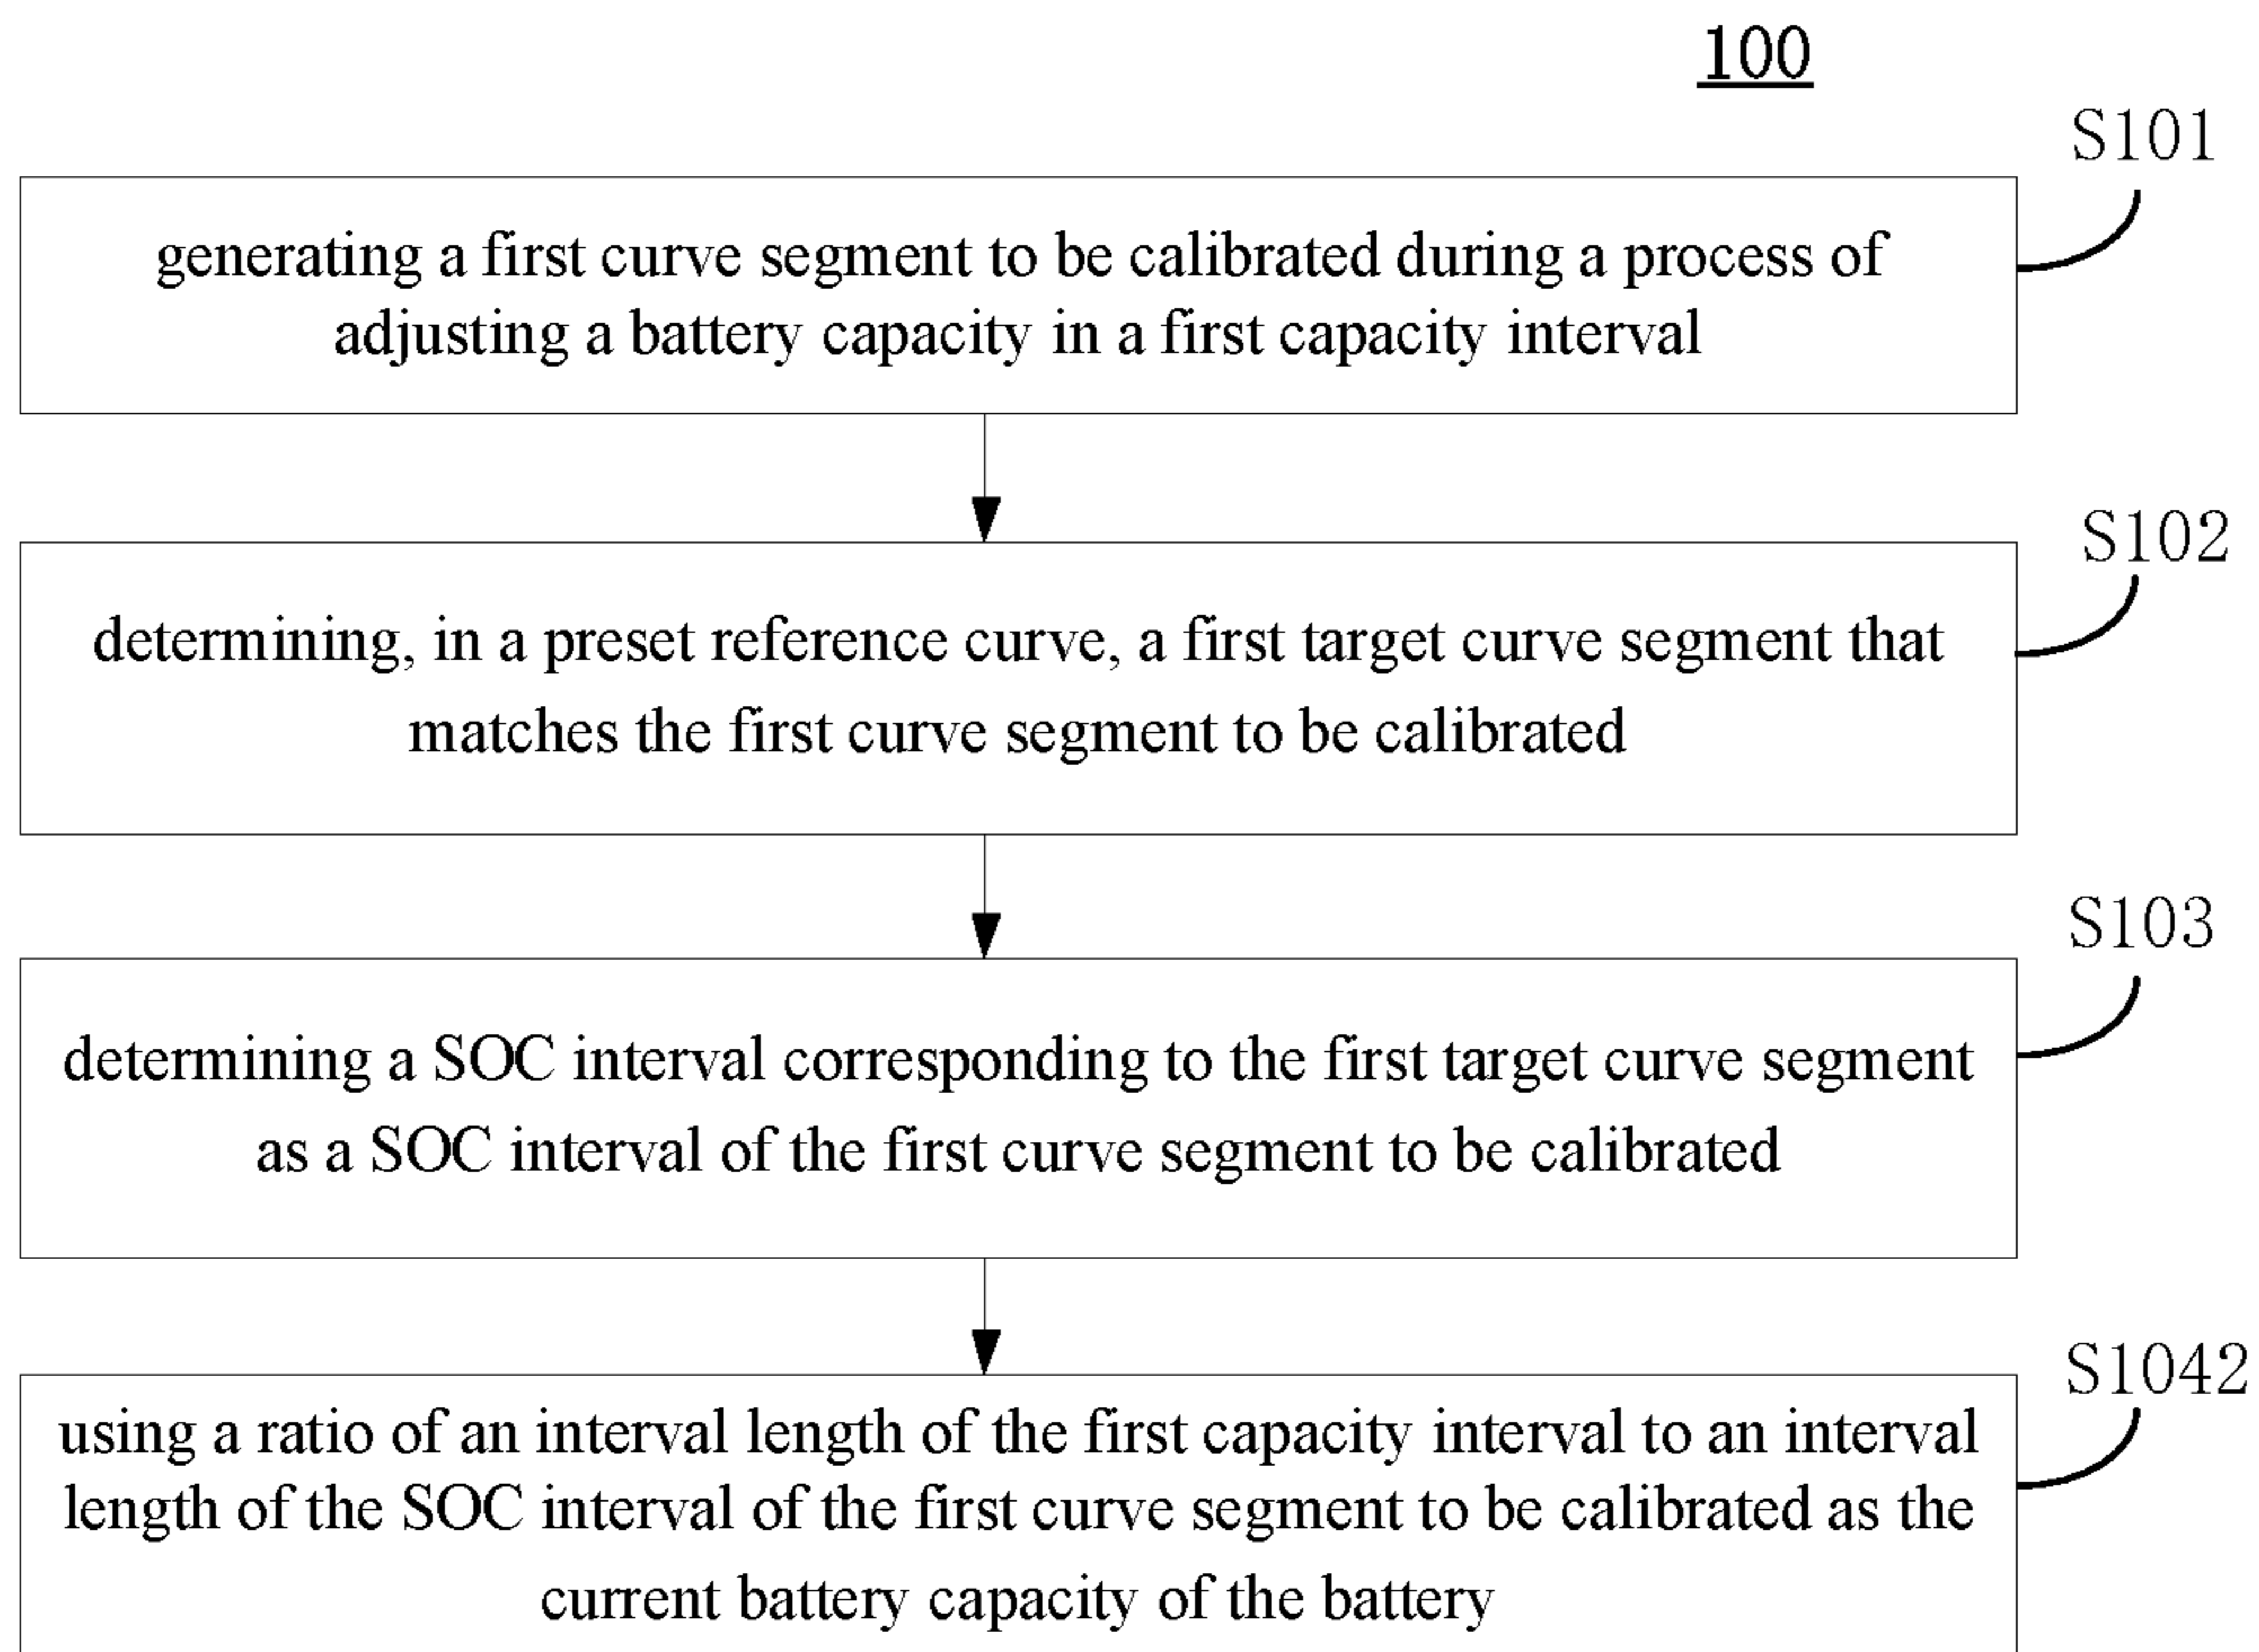 100
S101
generating a first curve segment to be calibrated during a process of
adjusting a battery capacity in a first capacity interval
S102
determining, in a preset reference curve, a first target curve segment that
matches the first curve segment to be calibrated
S103
determining a SOC interval corresponding to the first target curve segment
as a SOC interval of the first curve segment to be calibrated
S1042
using a ratio of an interval length of the first capacity interval to an interval
length of the SOC interval of the first curve segment to be calibrated as the
current battery capacity of the battery